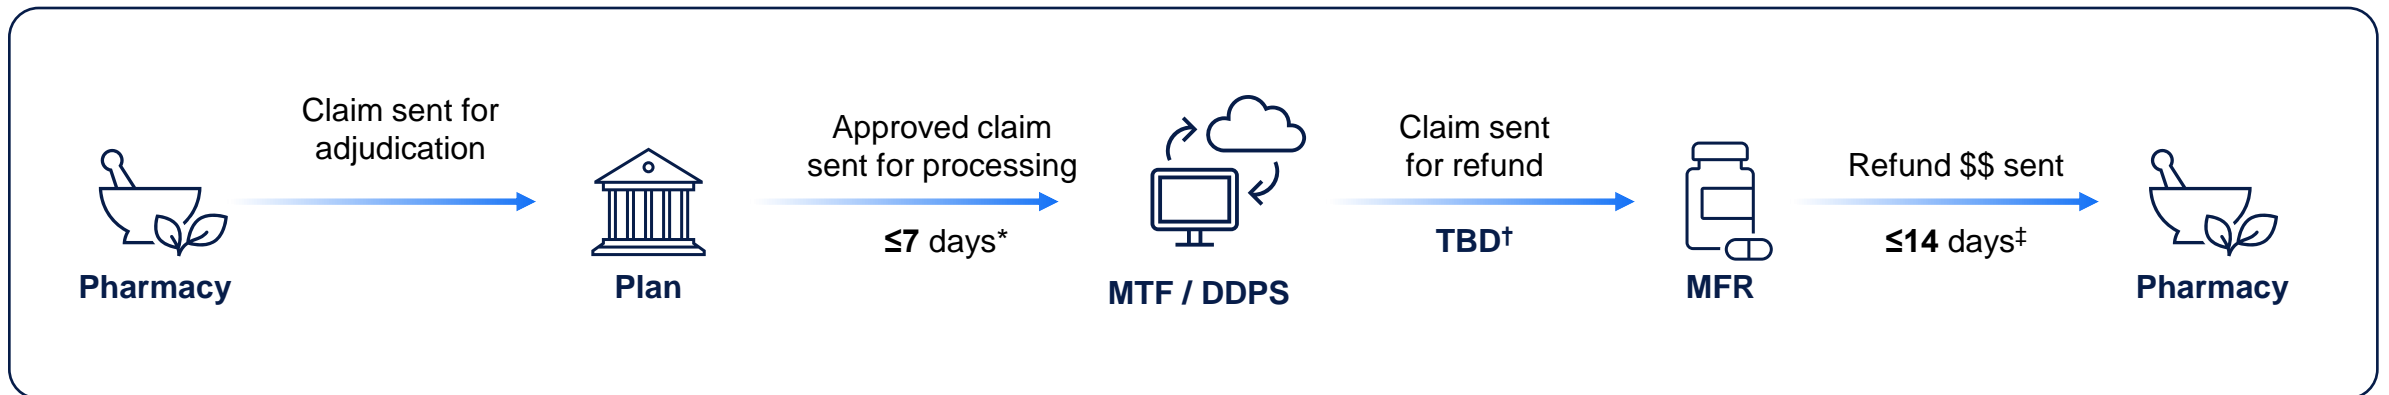 Claim sent for
adjudication
Pharmacy
Plan
Approved claim
sent for processing
≤7 days*
MTF / DDPS
Claim sent
for refund
TBD†
MFR
Refund $$ sent
≤14 days‡
Pharmacy